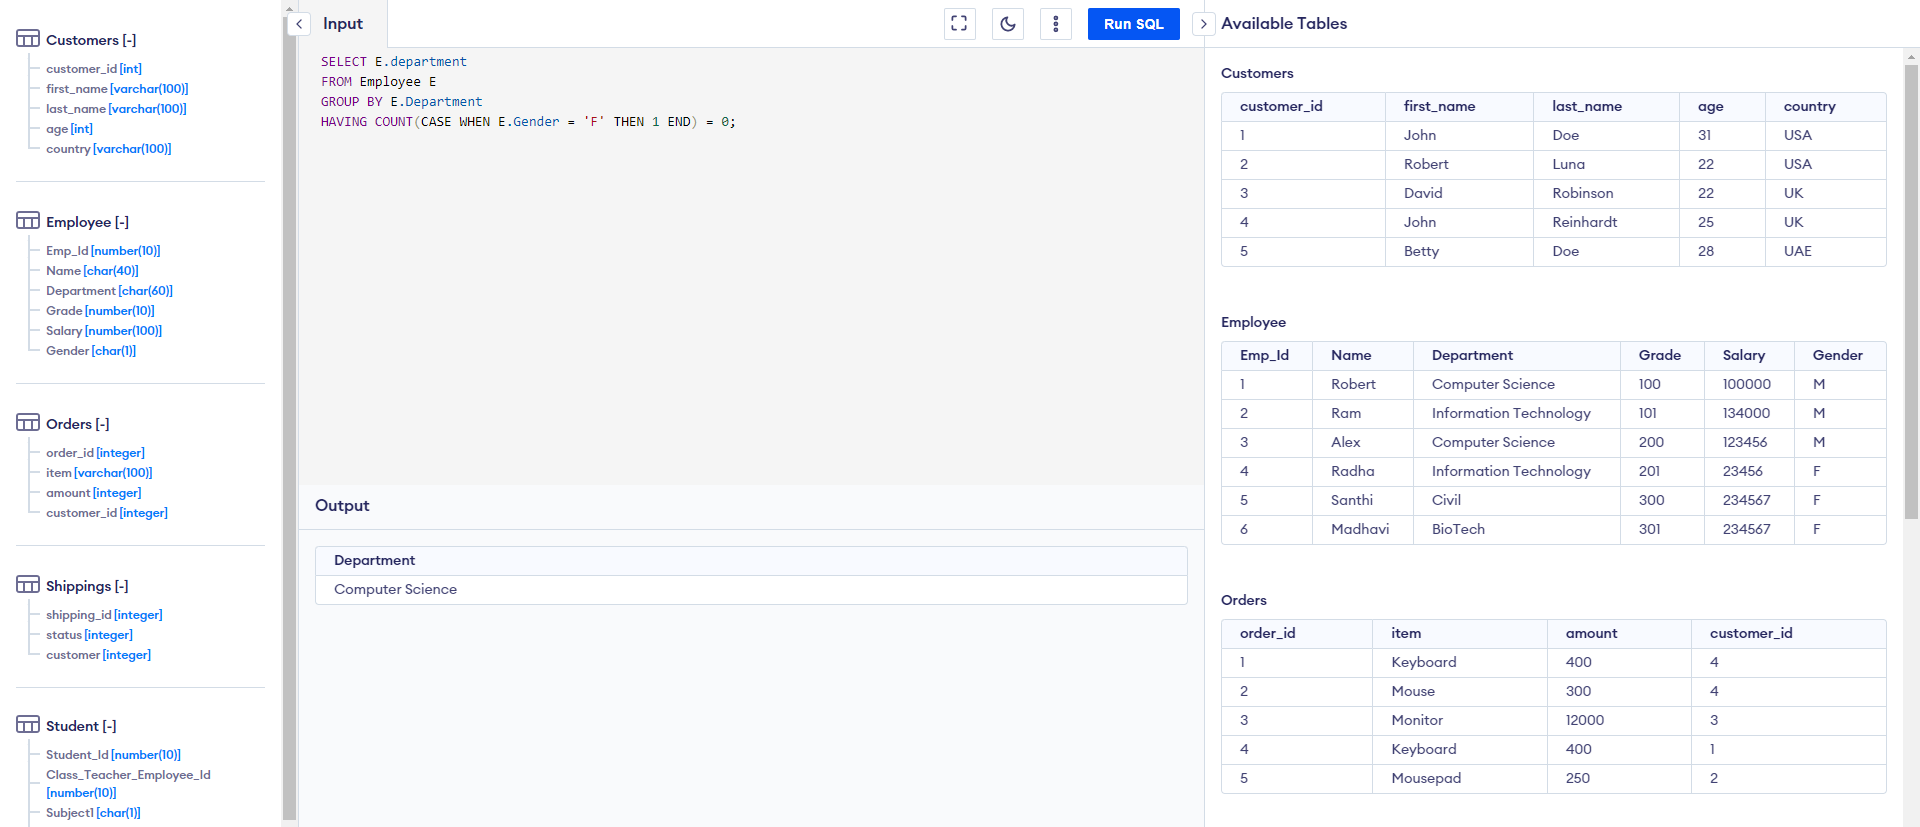 Customers [-]
customer_id [int]
first_name [varchar(100)]
last_name [varchar(100)]
age [int]
country [varchar(100)]
Employee [-]
Emp_Id [number(10)]
Name [char(40)]
Department [char(60)]
Grade [number(10)]
Salary [number(100)]
Gender [char(1)]
Orders [-]
order_id [integer]
item [varchar(100)]
amount [integer]
customer_id [integer]
Shippings [-]
shipping_id [integer]
status [integer]
customer [integer]
Student [-]
Student_Id [number(10)]
Class_Teacher_Employee_Id
[number(10)]
Subject1 [char(1)]
Input
Run SQL
SELECT E.department
FROM Employee E
GROUP BY E.Department
HAVING COUNT(CASE WHEN E.Gender = 'F' THEN 1 END) = 0;
Output
Department
Computer Science
Available Tables
Customers
customer_id first_name last_name age country
1 John Doe 31 USA
2 Robert Luna 22 USA
3 David Robinson 22 UK
4 John Reinhardt 25 UK
5 Betty Doe 28 UAE
Employee
Emp_Id Name Department Grade Salary Gender
1 Robert Computer Science 100 100000 M
2 Ram Information Technology 101 134000 M
3 Alex Computer Science 200 123456 M
4 Radha Information Technology 201 23456 F
5 Santhi Civil 300 234567 F
6 Madhavi BioTech 301 234567 F
Orders
order_id item amount customer_id
1 Keyboard 400 4
2 Mouse 300 4
3 Monitor 12000 3
4 Keyboard 400 1
5 Mousepad 250 2